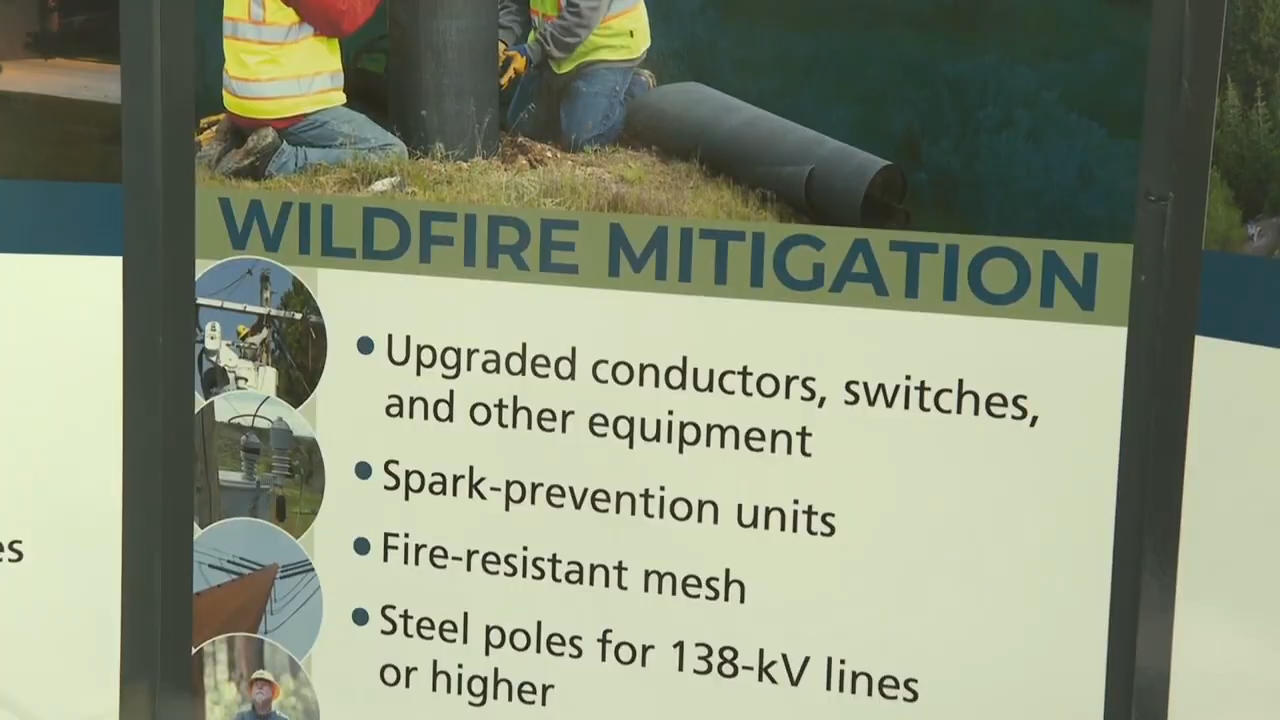 WILDFIRE MITIGATION
• Upgraded conductors, switches,
and other equipment
• Spark-prevention units
• Fire-resistant mesh
• Steel poles for 138-kV lines
or higher
es